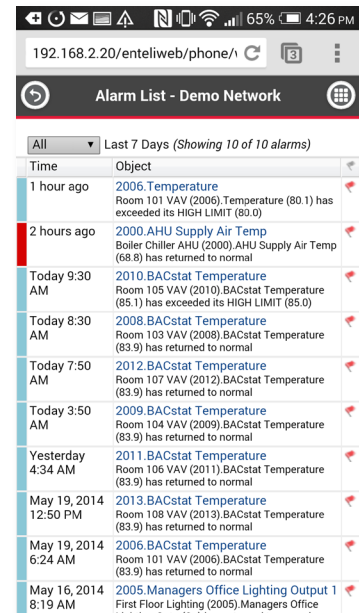 65% 4:26 PM
192.168.2.20/enteliweb/phone/ 3
Alarm List - Demo Network
All Last 7 Days (Showing 10 of 10 alarms)
Time Object
1 hour ago 2006.Temperature
Room 101 VAV (2006).Temperature (80.1) has
exceeded its HIGH LIMIT (80.0)
2 hours ago 2000.AHU Supply Air Temp
Boiler Chiller AHU (2000).AHU Supply Air Temp
(68.8) has returned to normal
Today 9:30 2010.BACstat Temperature
AM Room 105 VAV (2010).BACstat Temperature
(85.1) has exceeded its HIGH LIMIT (85.0)
Today 8:30 2008.BACstat Temperature
AM Room 103 VAV (2008).BACstat Temperature
(83.9) has returned to normal
Today 7:50 2012.BACstat Temperature
AM Room 107 VAV (2012).BACstat Temperature
(83.9) has returned to normal
Today 3:50 2009.BACstat Temperature
AM Room 104 VAV (2009).BACstat Temperature
(83.9) has returned to normal
Yesterday 2011.BACstat Temperature
4:34 AM Room 106 VAV (2011).BACstat Temperature
(83.9) has returned to normal
May 19, 2014 2013.BACstat Temperature
12:50 PM Room 108 VAV (2013).BACstat Temperature
(83.9) has returned to normal
May 19, 2014 2006.BACstat Temperature
6:24 AM Room 101 VAV (2006).BACstat Temperature
(83.9) has returned to normal
May 16, 2014 2005.Managers Office Lighting Output 1
8:19 AM First Floor Lighting (2005).Managers Office